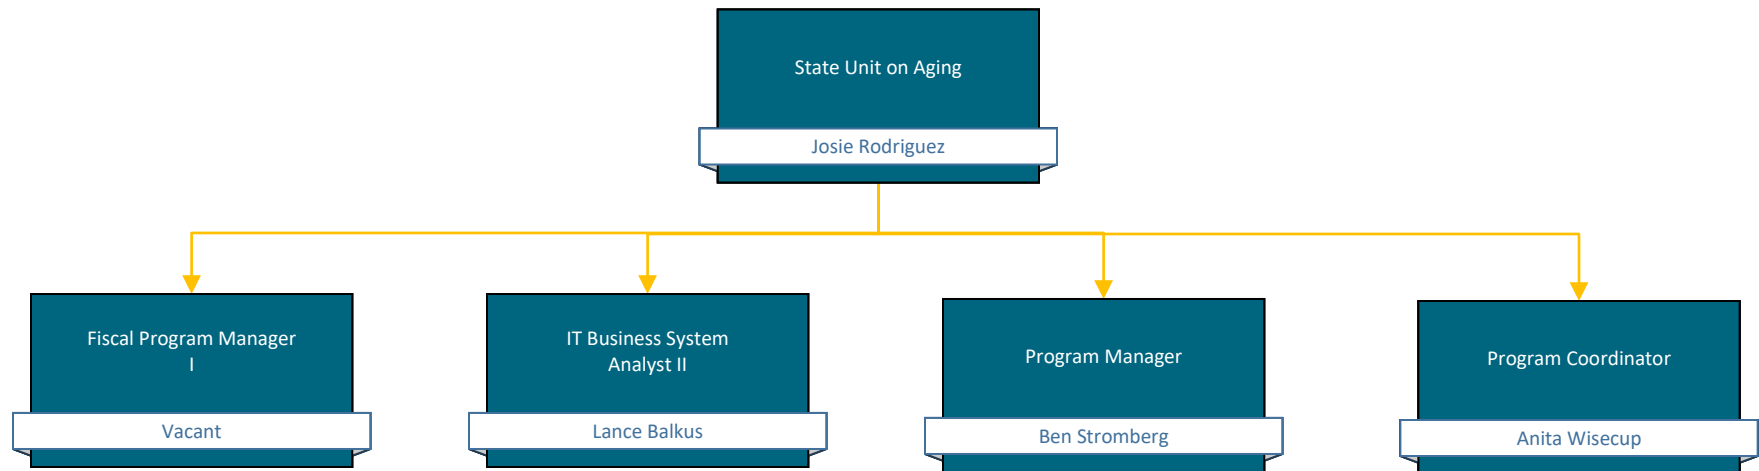 State Unit on Aging
Josie Rodriguez
Fiscal Program Manager
I
Vacant
IT Business System
Analyst II
Lance Balkus
Program Manager
Ben Stromberg
Program Coordinator
Anita Wisecup